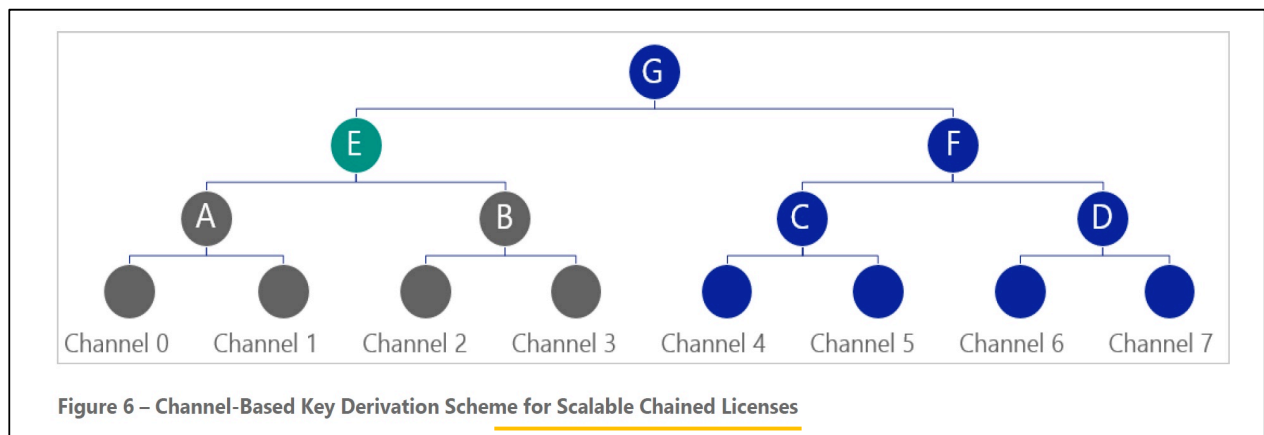 G
E F
A B C D
Channel 0 Channel 1 Channel 2 Channel 3 Channel 4 Channel 5 Channel 6 Channel 7
Figure 6 – Channel-Based Key Derivation Scheme for Scalable Chained Licenses